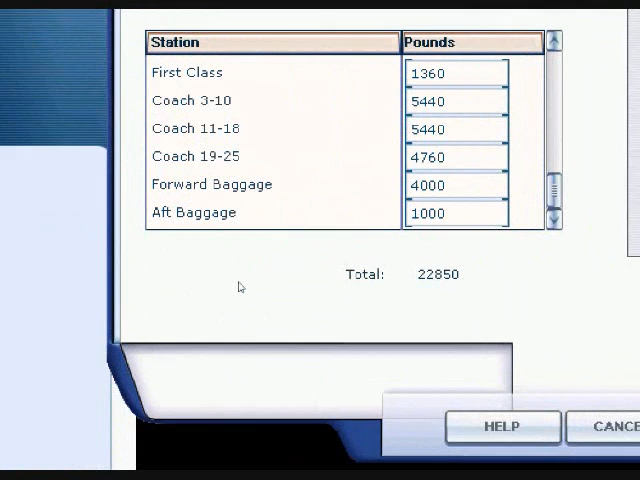 Station Pounds
First Class 1360
Coach 3-10 5440
Coach 11-18 5440
Coach 19-25 4760
Forward Baggage 4000
Aft Baggage 1000
Total: 22850
HELP CANCE